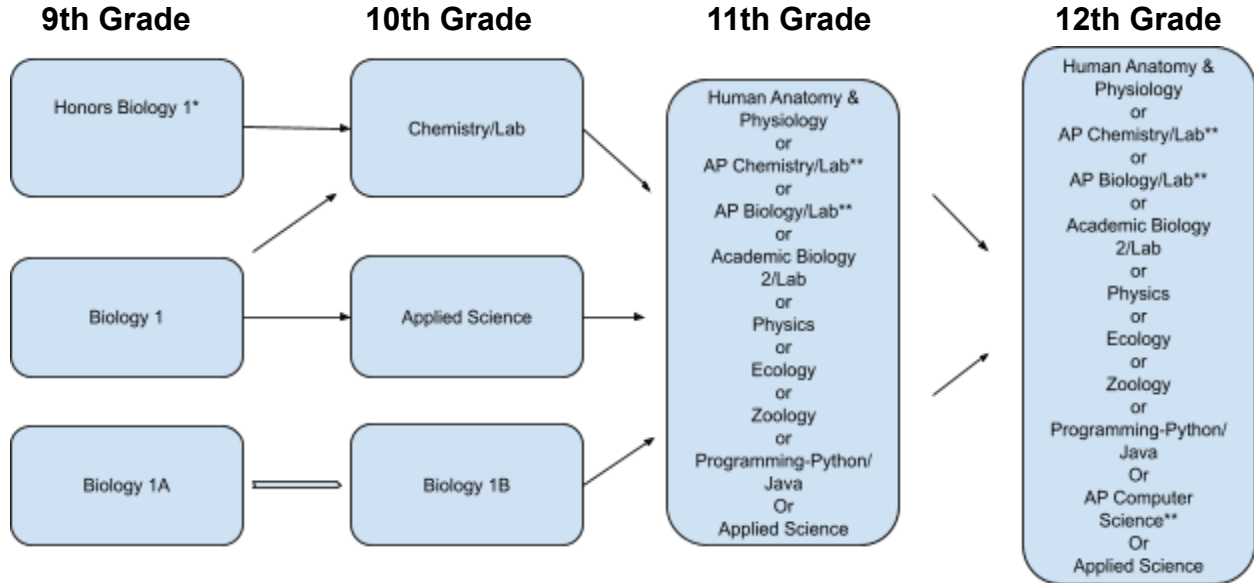 9th Grade
10th Grade
11th Grade
12th Grade
Honors Biology 1*
Biology 1
Biology 1A
Chemistry/Lab
Applied Science
Biology 1B
Human Anatomy &
Physiology
or
AP Chemistry/Lab**
or
AP Biology/Lab**
or
Academic Biology
2/Lab
or
Physics
or
Ecology
or
Zoology
or
Programming-Python/
Java
Or
Applied Science
Human Anatomy &
Physiology
or
AP Chemistry/Lab**
or
AP Biology/Lab**
or
Academic Biology
2/Lab
or
Physics
or
Ecology
or
Zoology
or
Programming-Python/
Java
Or
AP Computer
Science**
Or
Applied Science